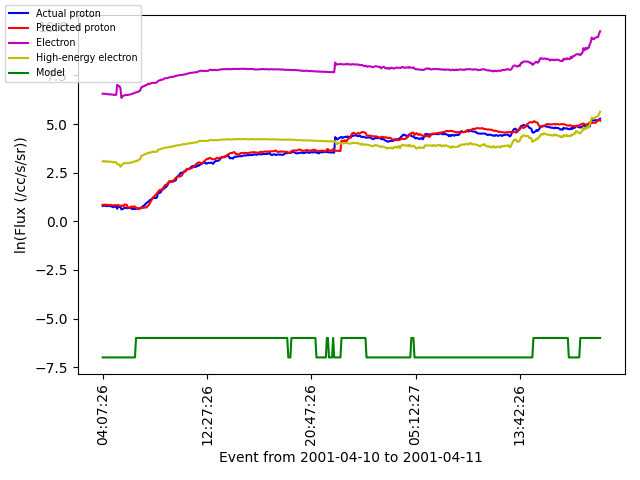 Actual proton
Predicted proton
Electron
High-energy electron
Model
7.5
5.0
2.5
0.0
−2.5
−5.0
−7.5
ln(Flux (/cc/s/sr))
04:07:26
12:27:26
20:47:26
05:12:27
13:42:26
Event from 2001-04-10 to 2001-04-11